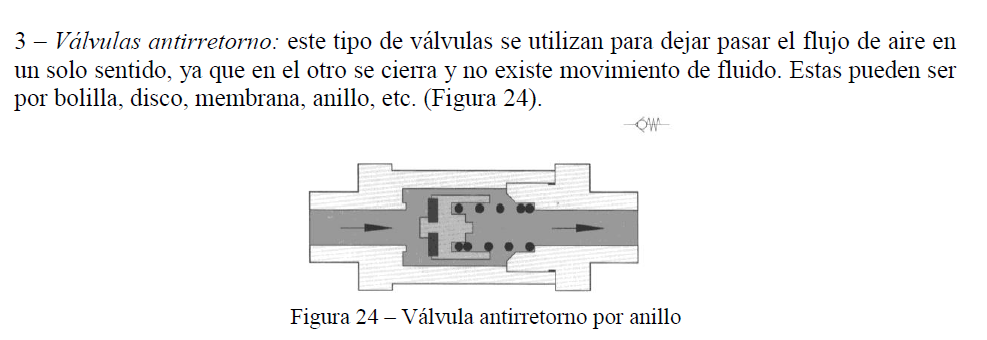 3 – Válvulas antirretorno: este tipo de válvulas se utilizan para dejar pasar el flujo de aire en
un solo sentido, ya que en el otro se cierra y no existe movimiento de fluido. Estas pueden ser
por bolilla, disco, membrana, anillo, etc. (Figura 24).
Figura 24 – Válvula antirretorno por anillo